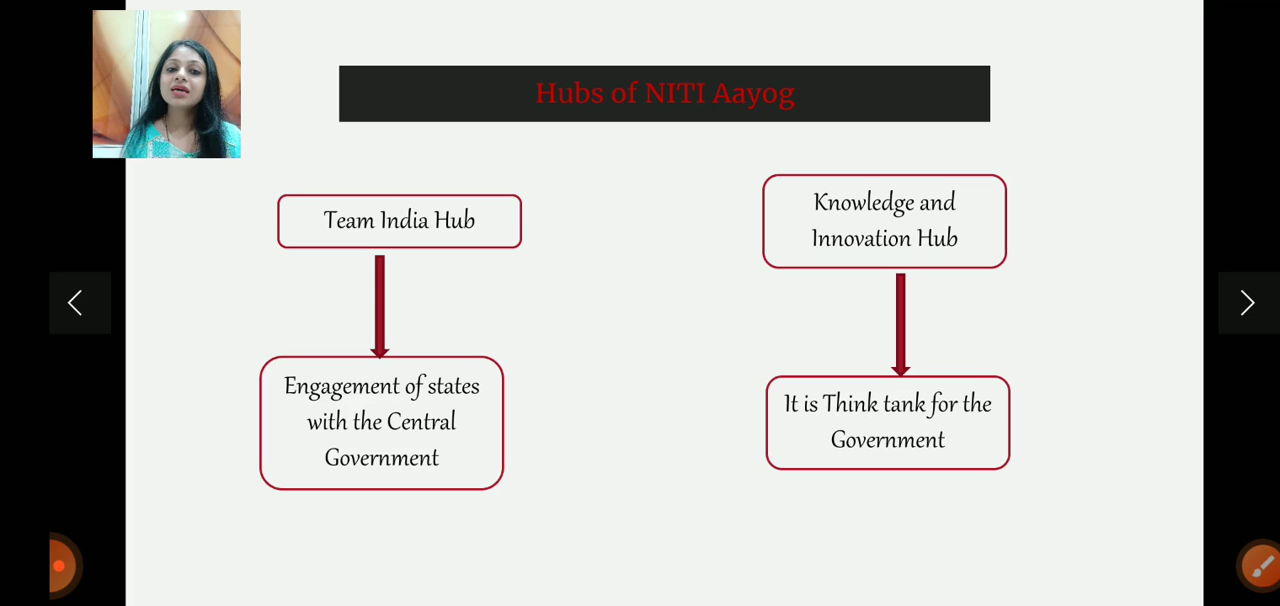 Hubs of NITI Aayog
Team India Hub
Knowledge and
Innovation Hub
Engagement of states
with the Central
Government
It is Think tank for the
Government